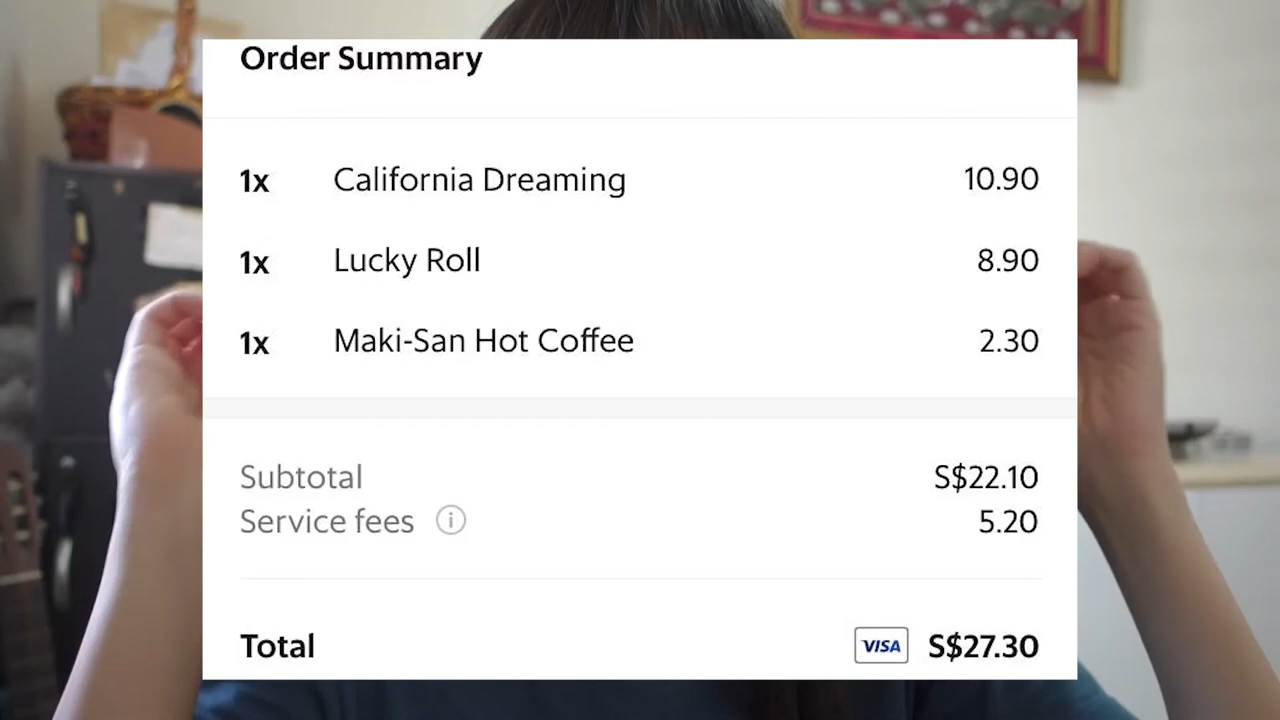 Order Summary
1x California Dreaming 10.90
1x Lucky Roll 8.90
1x Maki-San Hot Coffee 2.30
Subtotal S$22.10
Service fees 5.20
Total VISA S$27.30